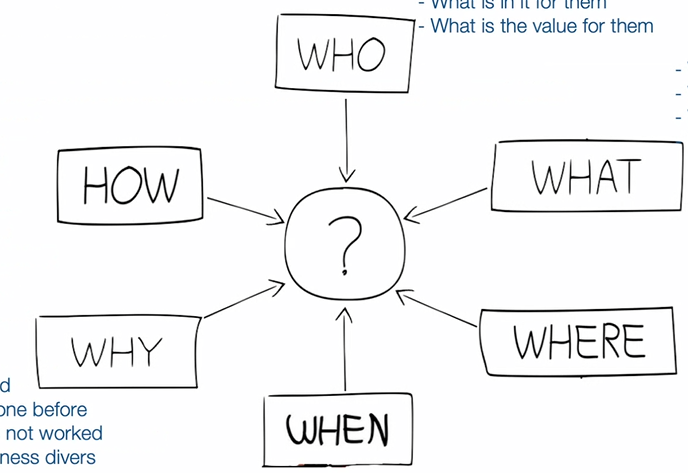 - What is in it for them
- What is the value for them
WHO
HOW
WHAT
?
WHY
WHERE
WHEN
d
one before
not worked
ness divers